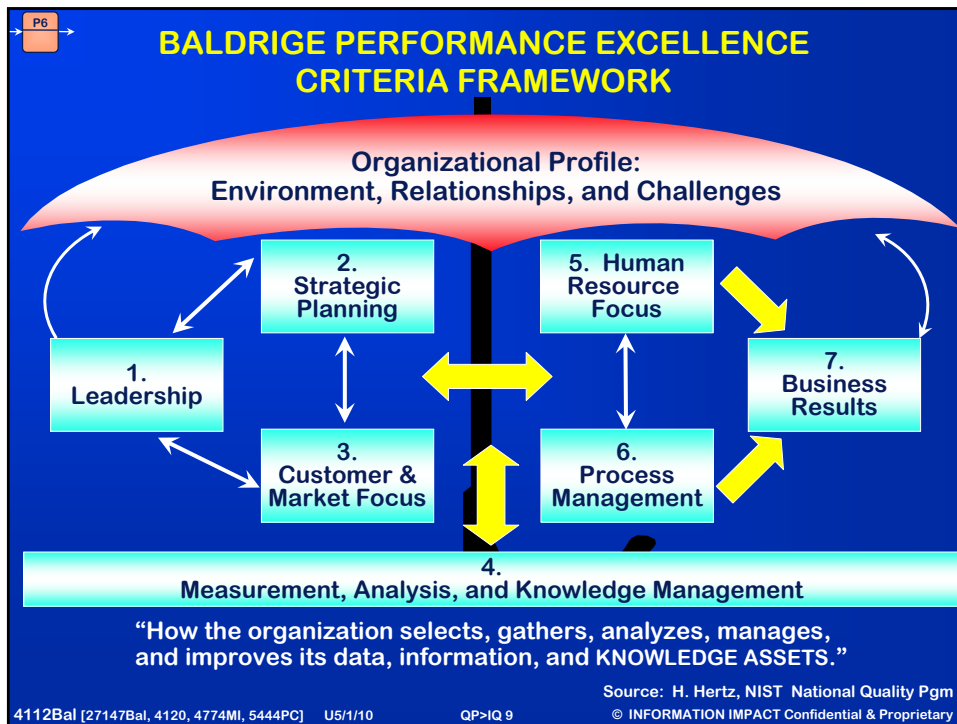 P6
BALDRIGE PERFORMANCE EXCELLENCE
CRITERIA FRAMEWORK
Organizational Profile:
Environment, Relationships, and Challenges
2.
Strategic
Planning
5. Human
Resource
Focus
1.
Leadership
7.
Business
Results
3.
Customer &
Market Focus
6.
Process
Management
4.
Measurement, Analysis, and Knowledge Management
“How the organization selects, gathers, analyzes, manages,
and improves its data, information, and KNOWLEDGE ASSETS.”
Source: H. Hertz, NIST National Quality Pgm
4112Bal [27147Bal, 4120, 4774MI, 5444PC] U5/1/10 QP>IQ 9 © INFORMATION IMPACT Confidential & Proprietary